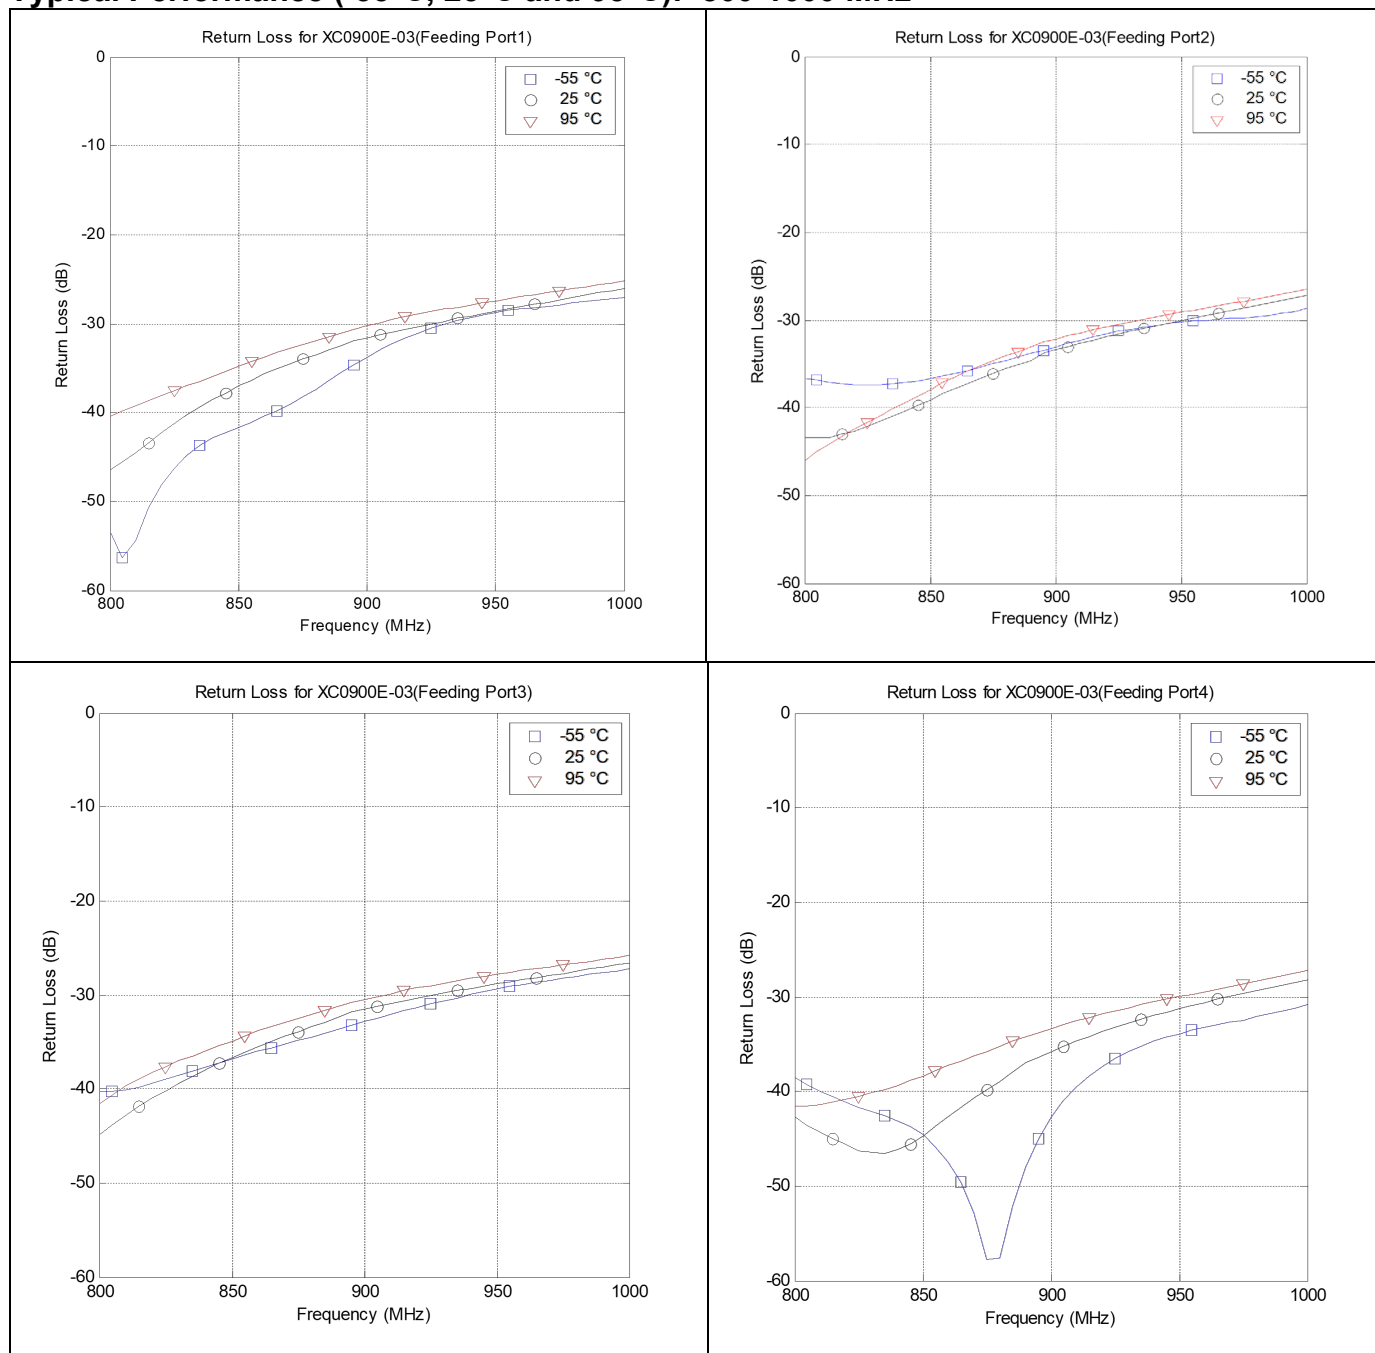 Return Loss for XC0900E-03(Feeding Port1)
0
-10
-20
-30
-40
-50
-60
Return Loss (dB)
-55 °C
25 °C
95 °C
800
850
900
950
1000
Frequency (MHz)
Return Loss for XC0900E-03(Feeding Port2)
0
-10
-20
-30
-40
-50
-60
Return Loss (dB)
-55 °C
25 °C
95 °C
800
850
900
950
1000
Frequency (MHz)
Return Loss for XC0900E-03(Feeding Port3)
0
-10
-20
-30
-40
-50
-60
Return Loss (dB)
-55 °C
25 °C
95 °C
800
850
900
950
1000
Frequency (MHz)
Return Loss for XC0900E-03(Feeding Port4)
0
-10
-20
-30
-40
-50
-60
Return Loss (dB)
-55 °C
25 °C
95 °C
800
850
900
950
1000
Frequency (MHz)